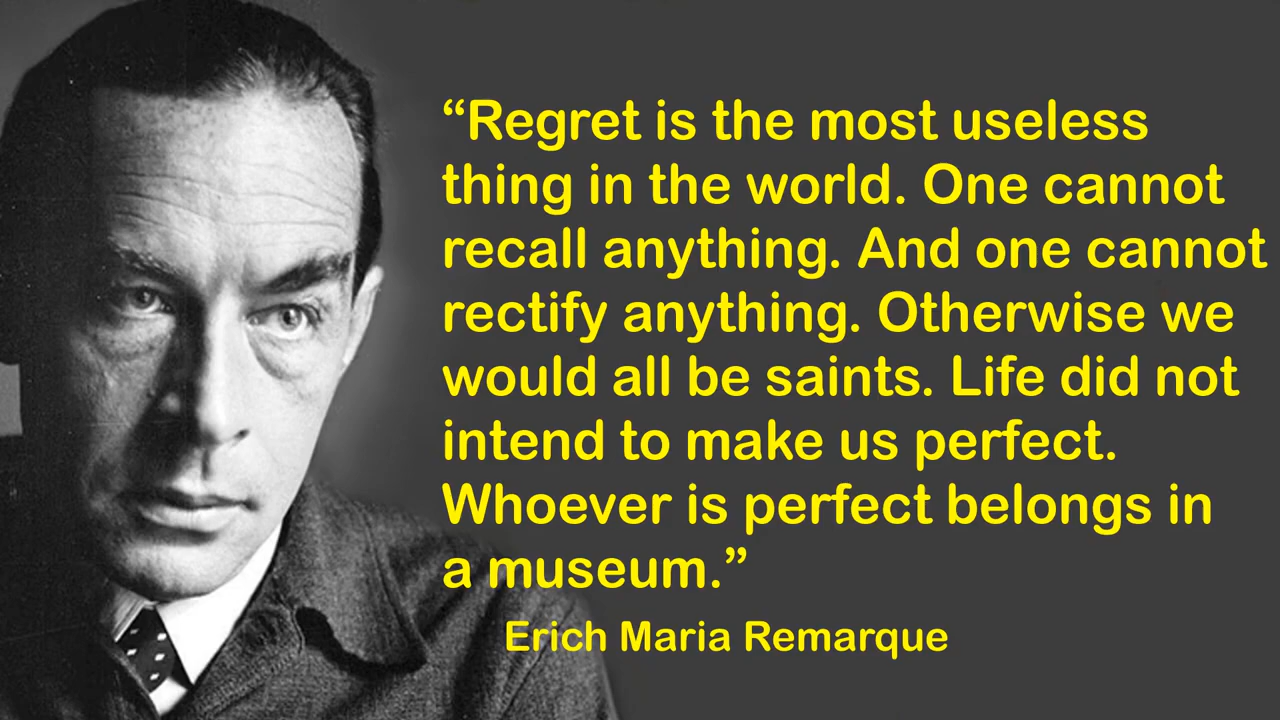 “Regret is the most useless
thing in the world. One cannot
recall anything. And one cannot
rectify anything. Otherwise we
would all be saints. Life did not
intend to make us perfect.
Whoever is perfect belongs in
a museum.”
Erich Maria Remarque